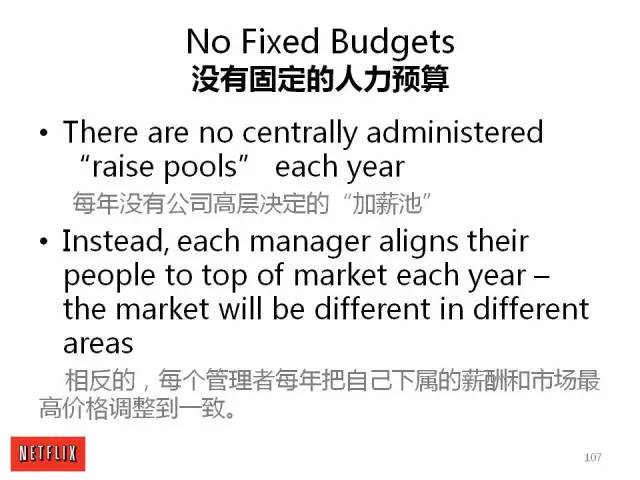 No Fixed Budgets
没有固定的人力预算
• There are no centrally administered
“raise pools” each year
每年没有公司高层决定的“加薪池”
• Instead, each manager aligns their
people to top of market each year –
the market will be different in different
areas
相反的，每个管理者每年把自己下属的薪酬和市场最
高价格调整到一致。
NETFLIX
107